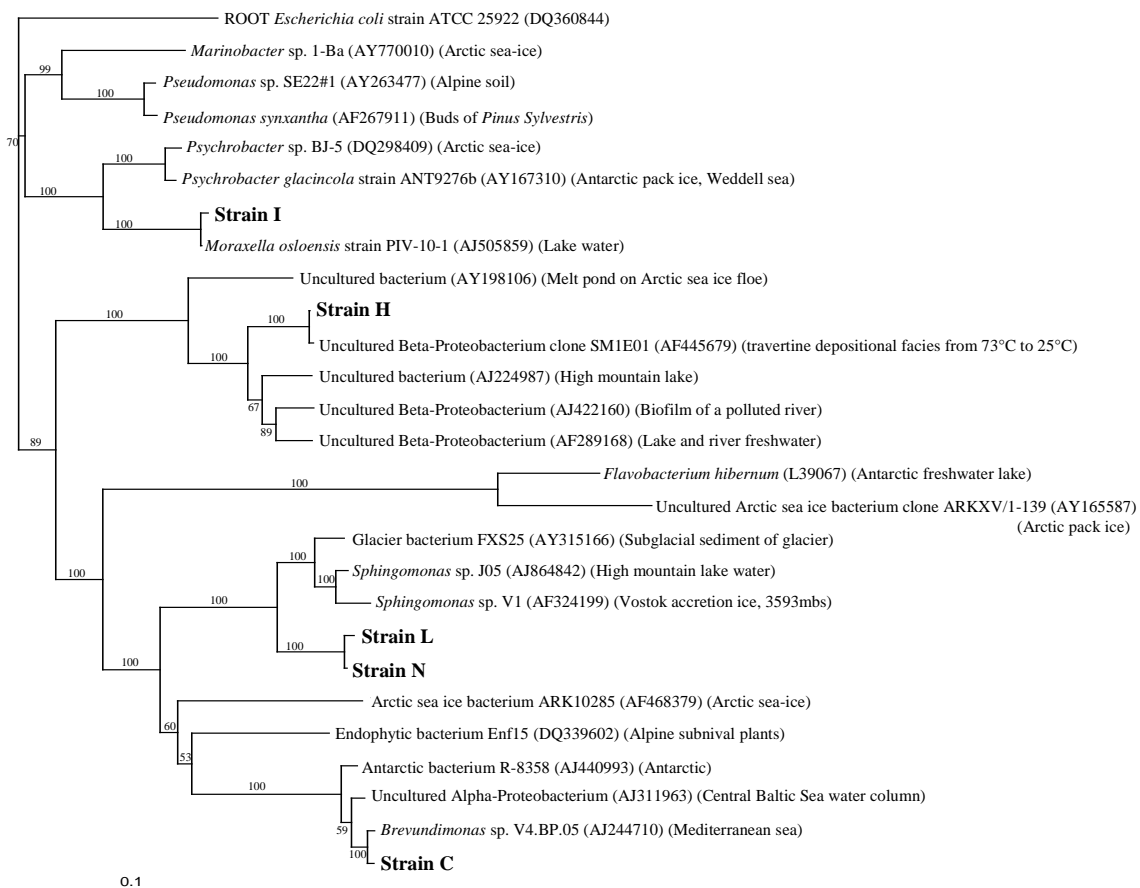 ROOT Escherichia coli strain ATCC 25922 (DQ360844)
Marinobacter sp. 1-Ba (AY770010) (Arctic sea-ice)
99
Pseudomonas sp. SE22#1 (AY263477) (Alpine soil)
100
Pseudomonas synxantha (AF267911) (Buds of Pinus Sylvestris)
70
Psychrobacter sp. BJ-5 (DQ298409) (Arctic sea-ice)
100
Psychrobacter glacincola strain ANT9276b (AY167310) (Antarctic pack ice, Weddell sea)
100
Strain I
100
Moraxella osloensis strain PIV-10-1 (AJ505859) (Lake water)
Uncultured bacterium (AY198106) (Melt pond on Arctic sea ice floe)
Strain H
100
100
Uncultured Beta-Proteobacterium clone SM1E01 (AF445679) (travertine depositional facies from 73°C to 25°C)
100
Uncultured bacterium (AJ224987) (High mountain lake)
67
Uncultured Beta-Proteobacterium (AJ422160) (Biofilm of a polluted river)
89
Uncultured Beta-Proteobacterium (AF289168) (Lake and river freshwater)
89
Flavobacterium hibernum (L39067) (Antarctic freshwater lake)
100
Uncultured Arctic sea ice bacterium clone ARKXV/1-139 (AY165587)
(Arctic pack ice)
Glacier bacterium FXS25 (AY315166) (Subglacial sediment of glacier)
100
Sphingomonas sp. J05 (AJ864842) (High mountain lake water)
100
Sphingomonas sp. V1 (AF324199) (Vostok accretion ice, 3593mbs)
100
Strain L
100
100
Strain N
Arctic sea ice bacterium ARK10285 (AF468379) (Arctic sea-ice)
60
Endophytic bacterium Enf15 (DQ339602) (Alpine subnival plants)
53
Antarctic bacterium R-8358 (AJ440993) (Antarctic)
100
Uncultured Alpha-Proteobacterium (AJ311963) (Central Baltic Sea water column)
59
Brevundimonas sp. V4.BP.05 (AJ244710) (Mediterranean sea)
100
Strain C
0.1